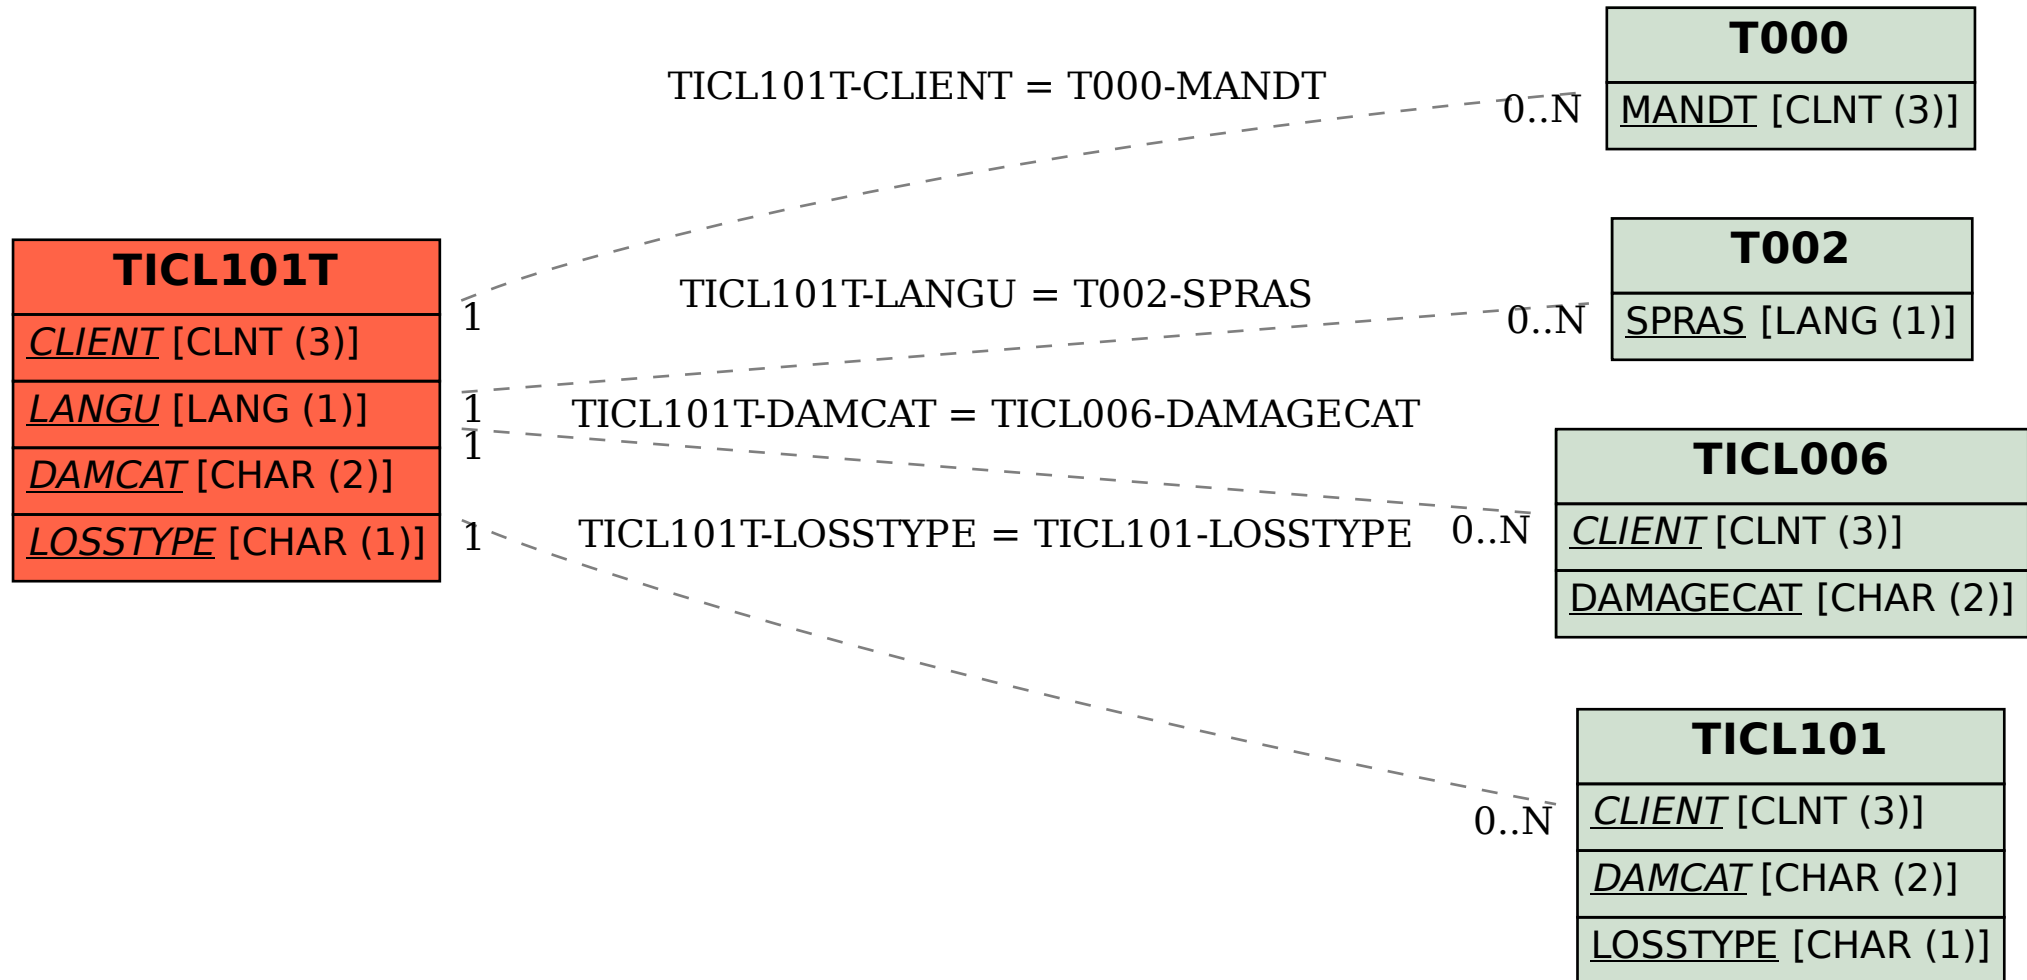 TICL101T
CLIENT [CLNT (3)]
LANGU [LANG (1)]
DAMCAT [CHAR (2)]
LOSSTYPE [CHAR (1)]
TICL101T-CLIENT = T000-MANDT
1
0..N
TICL101T-LANGU = T002-SPRAS
1
0..N
TICL101T-DAMCAT = TICL006-DAMAGECAT
1
0..N
TICL101T-LOSSTYPE = TICL101-LOSSTYPE
1
0..N
T000
MANDT [CLNT (3)]
T002
SPRAS [LANG (1)]
TICL006
CLIENT [CLNT (3)]
DAMAGECAT [CHAR (2)]
TICL101
CLIENT [CLNT (3)]
DAMCAT [CHAR (2)]
LOSSTYPE [CHAR (1)]